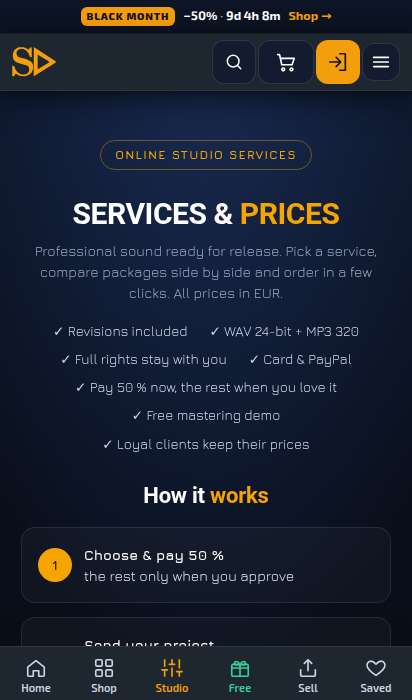 BLACK MONTH −50% · 9d 4h 8m Shop →
S
ONLINE STUDIO SERVICES
SERVICES & PRICES
Professional sound ready for release. Pick a service,
compare packages side by side and order in a few
clicks. All prices in EUR.
✓ Revisions included ✓ WAV 24-bit + MP3 320
✓ Full rights stay with you ✓ Card & PayPal
✓ Pay 50 % now, the rest when you love it
✓ Free mastering demo
✓ Loyal clients keep their prices
How it works
1
Choose & pay 50 %
the rest only when you approve
Send your project
Home Shop Studio Free Sell Saved